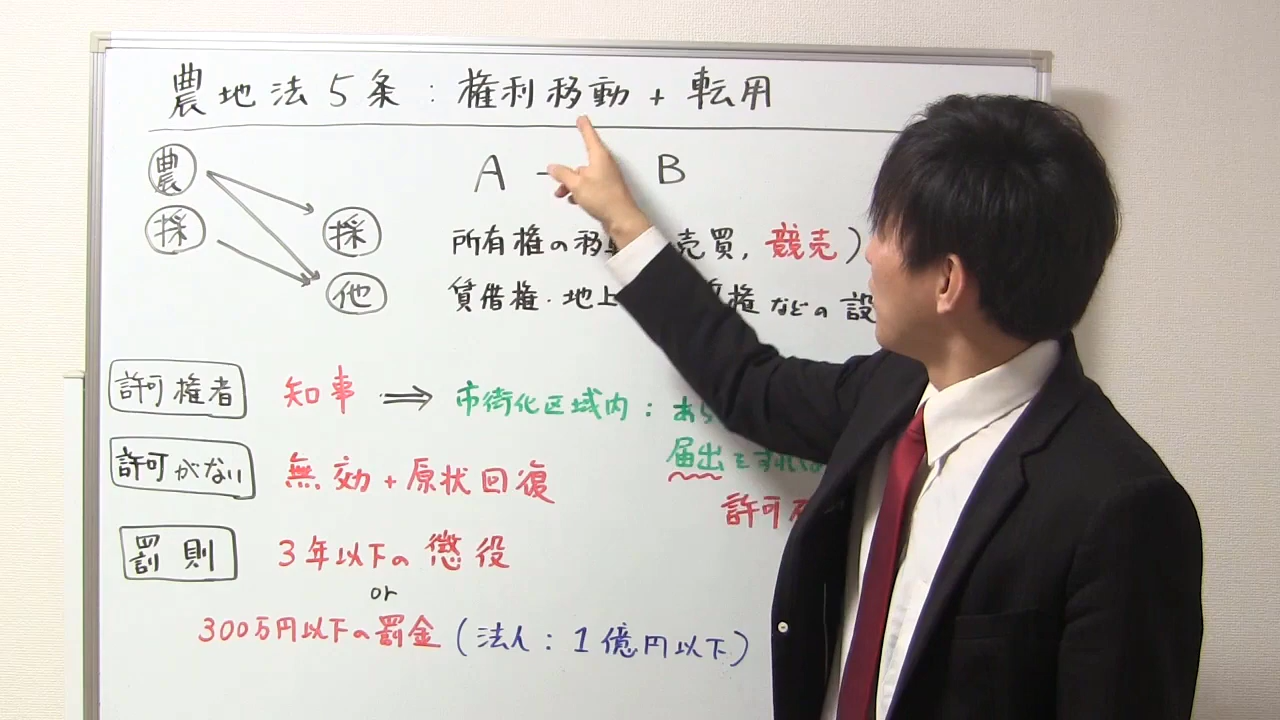 農地法5条：権利移動+転用
農
採
採
他
A → B
所有権の移 売買，競売）
賃借権・地上 権などの設
許可権者 知事 ⇒ 市街化区域内：あら
届出をすれば
許可不
許可がない 無効+原状回復
罰則 3年以下の懲役
or
300万円以下の罰金（法人：1億円以下）